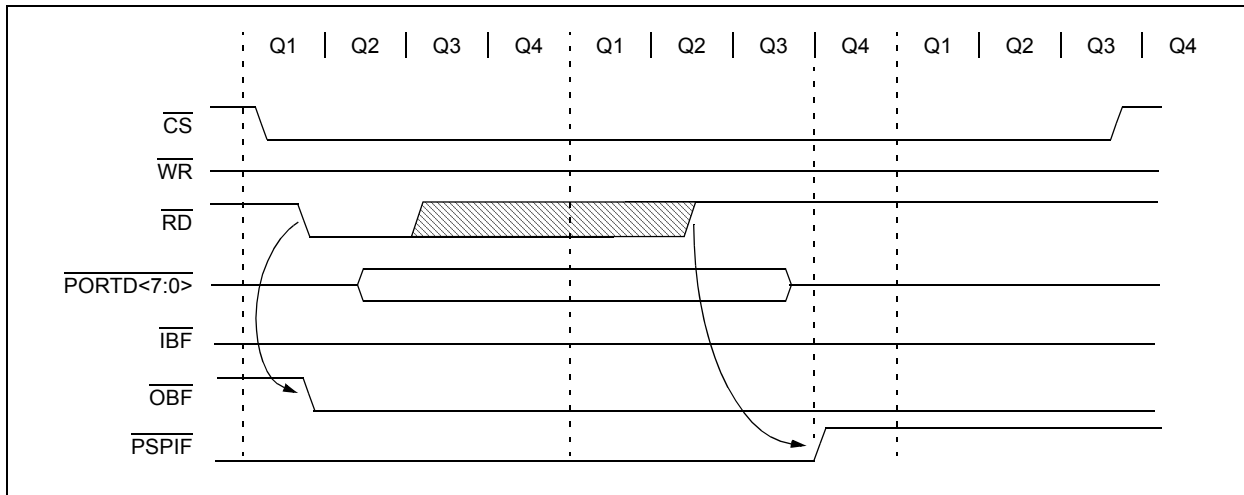 Q1 | Q2 | Q3 | Q4 Q1 | Q2 | Q3 Q4 Q1 | Q2 | Q3 | Q4
CS
WR
RD
PORTD<7:0>
IBF
OBF
PSPIF